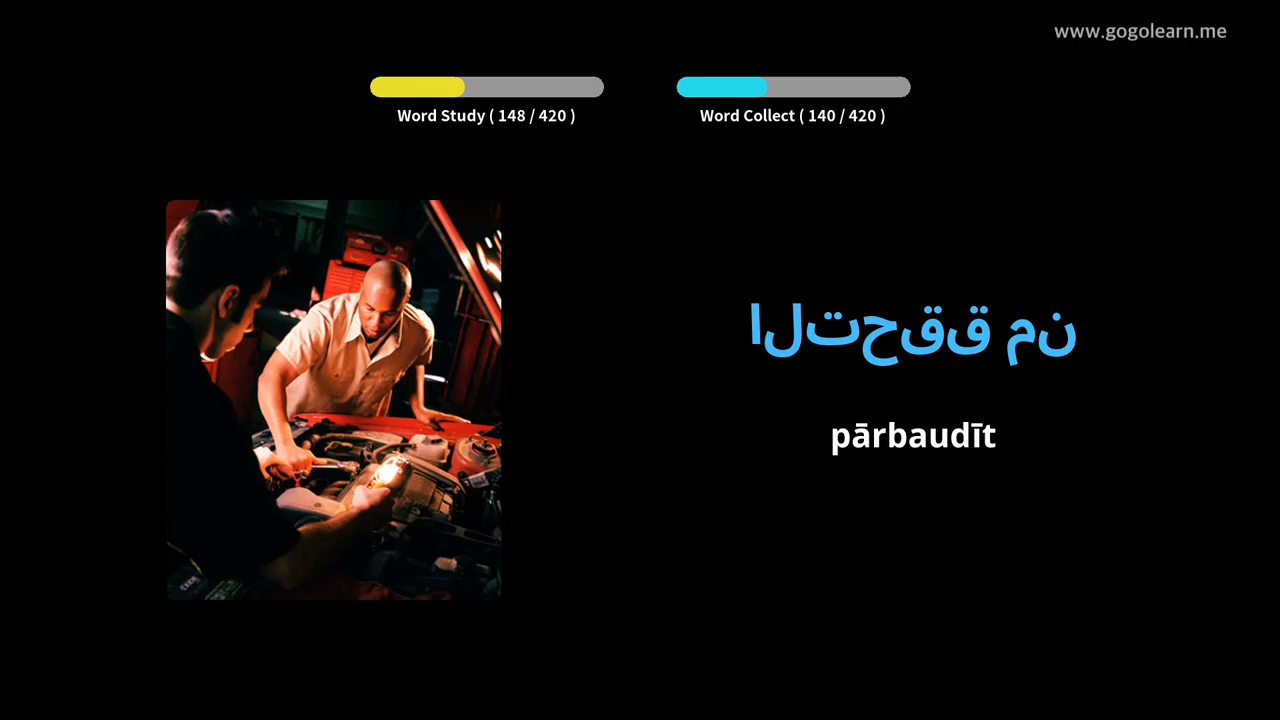 www.gogolearn.me
Word Study ( 148 / 420 )
Word Collect ( 140 / 420 )
التحقق من
pārbaudīt